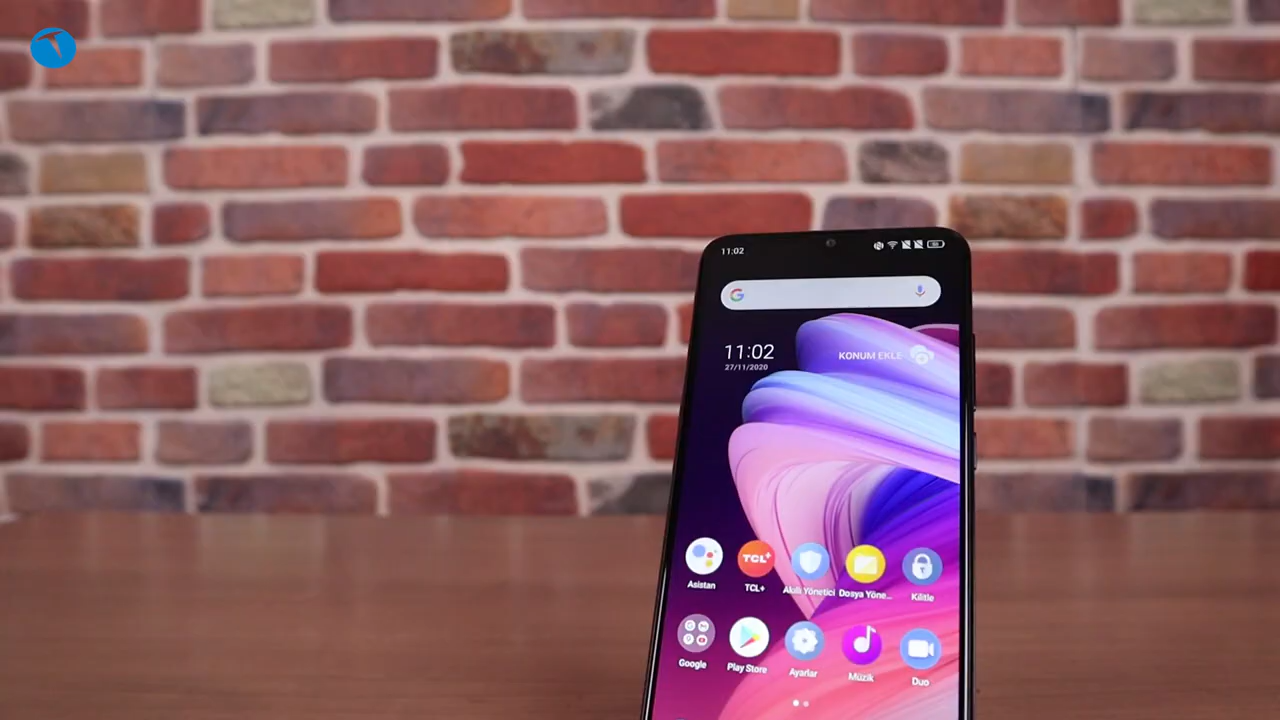 11:02
11:02
27/11/2020
KONUM EKLE
Asistan
TCL+
TCL+
Akıllı Yönetici
Dosya Yöne...
Kilitle
Google
Play Store
Ayarlar
Müzik
Duo